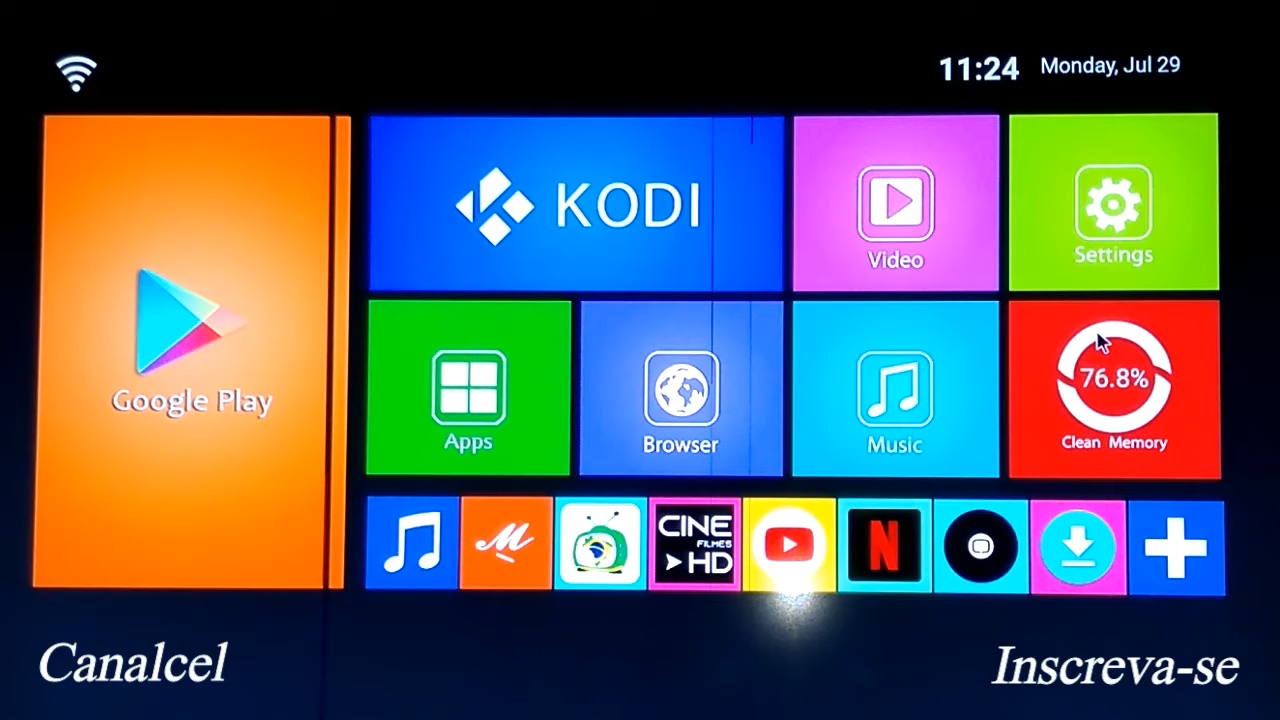 11:24 Monday, Jul 29
KODI
Video
Settings
Google Play
Apps
Browser
Music
76.8%
Clean Memory
M
CINE
FILMES
HD
N
Canalcel
Inscreva-se